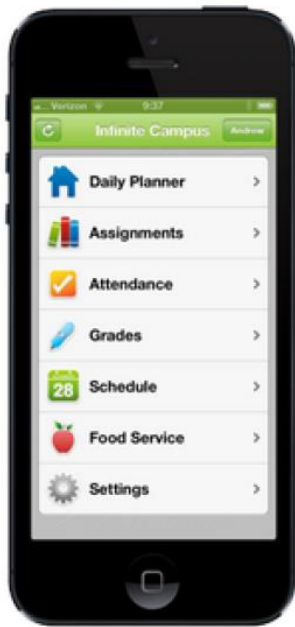 Verizon 9:37
Infinite Campus Andrew
Daily Planner
Assignments
Attendance
Grades
28 Schedule
Food Service
Settings